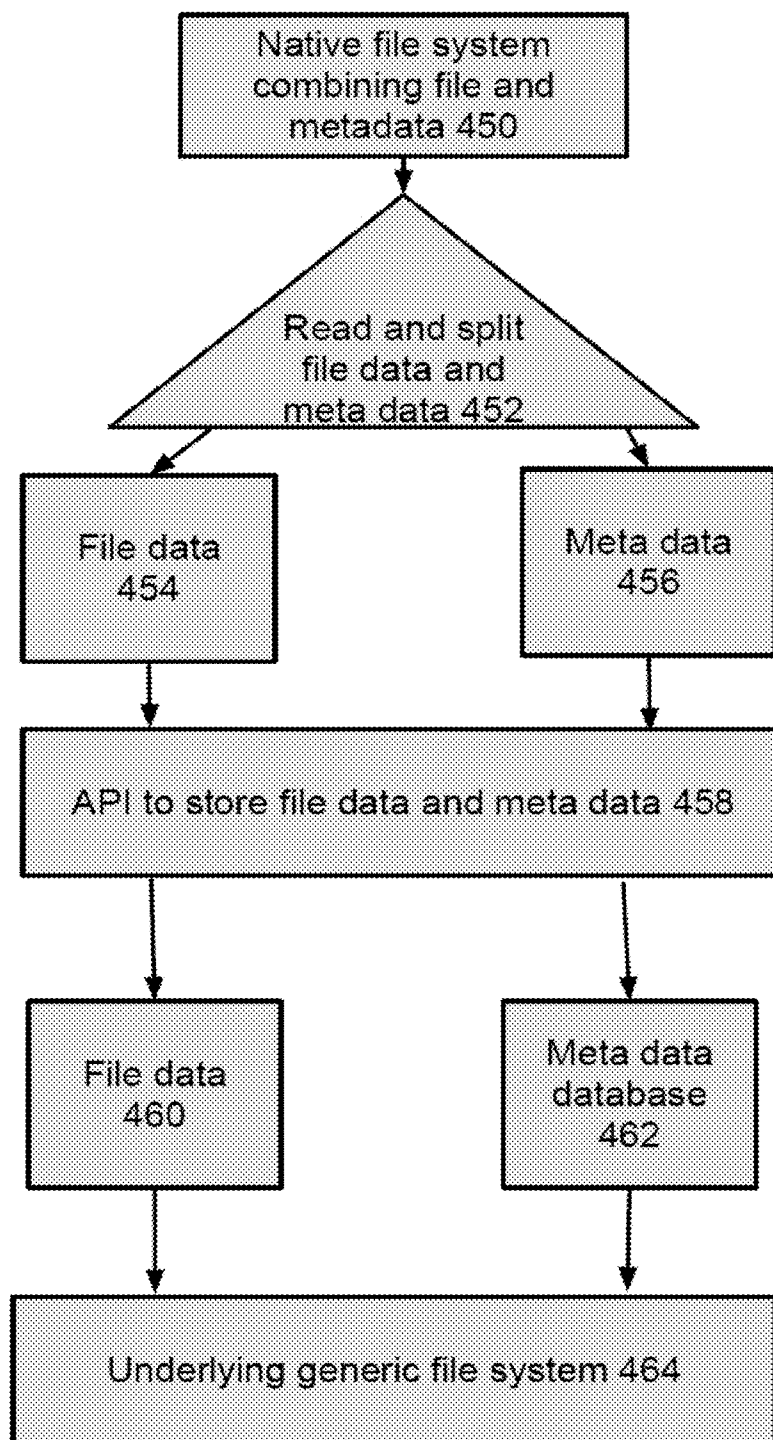 Native file system
combining file and
metadata 450
Read and split
file data and
meta data 452
File data
454
Meta data
456
API to store file data and meta data 458
File data
460
Meta data
database
462
Underlying generic file system 464